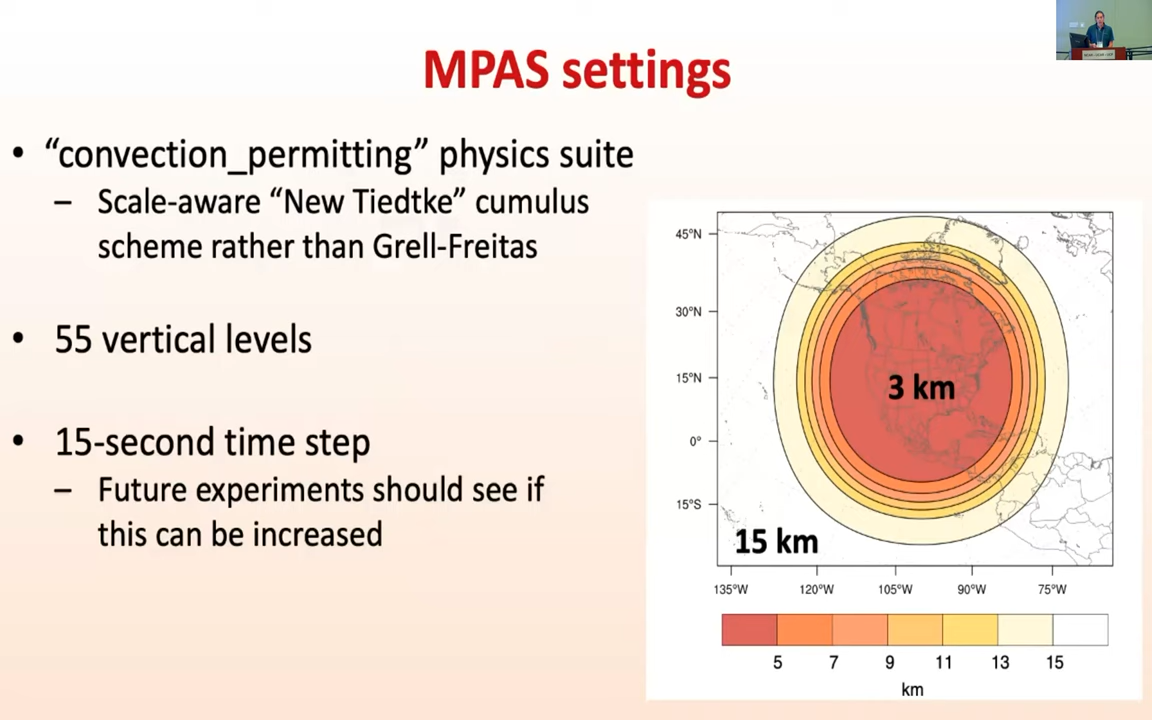 MPAS settings
• “convection_permitting” physics suite
– Scale-aware “New Tiedtke” cumulus
scheme rather than Grell-Freitas
• 55 vertical levels
• 15-second time step
– Future experiments should see if
this can be increased
45°N
30°N
15°N
0°
15°S
3 km
15 km
135°W 120°W 105°W 90°W 75°W
5 7 9 11 13 15
km